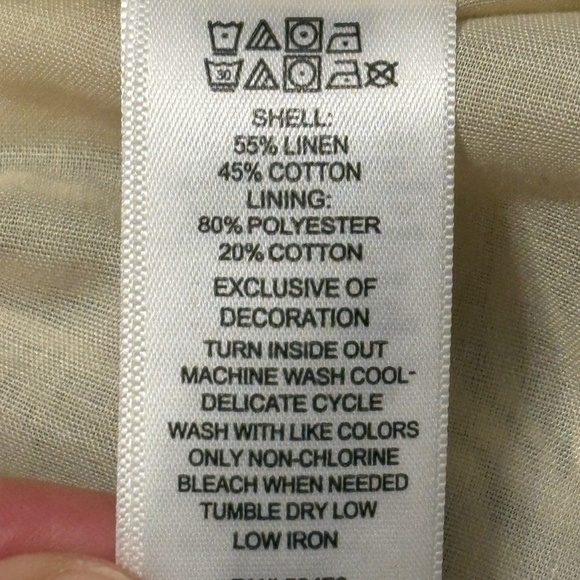 30
SHELL:
55% LINEN
45% COTTON
LINING:
80% POLYESTER
20% COTTON
EXCLUSIVE OF
DECORATION
TURN INSIDE OUT
MACHINE WASH COOL-
DELICATE CYCLE
WASH WITH LIKE COLORS
ONLY NON-CHLORINE
BLEACH WHEN NEEDED
TUMBLE DRY LOW
LOW IRON